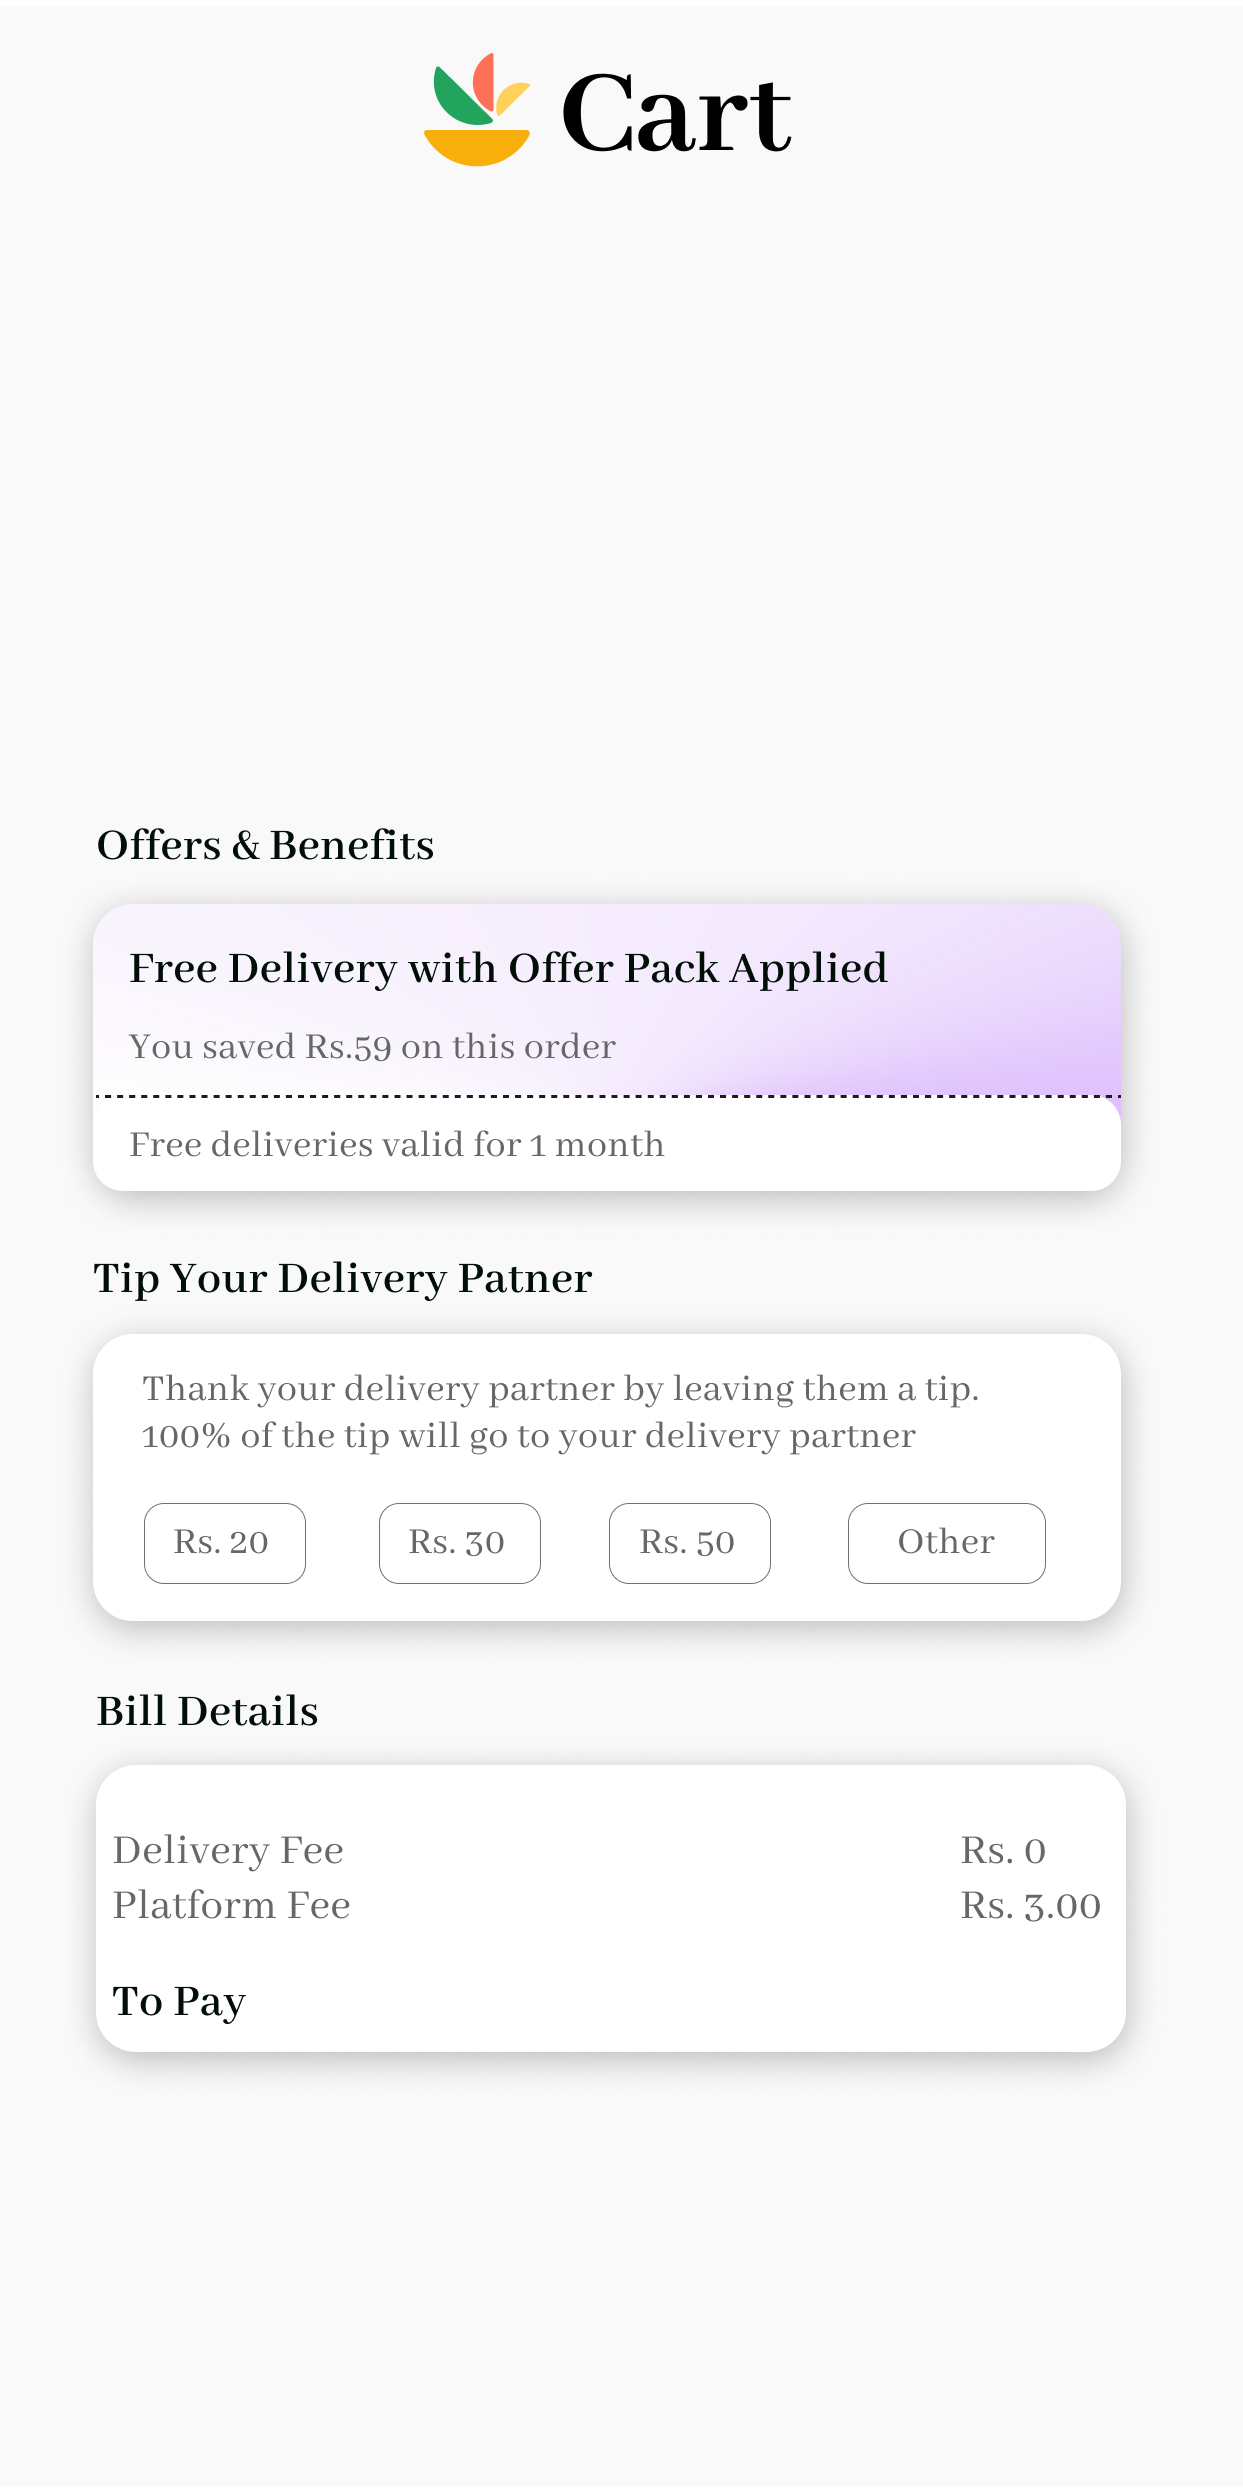 Cart
Offers & Benefits
Free Delivery with Offer Pack Applied
You saved Rs.59 on this order
Free deliveries valid for 1 month
Tip Your Delivery Patner
Thank your delivery partner by leaving them a tip.
100% of the tip will go to your delivery partner
Rs. 20 Rs. 30 Rs. 50 Other
Bill Details
Delivery Fee Rs. 0
Platform Fee Rs. 3.00
To Pay